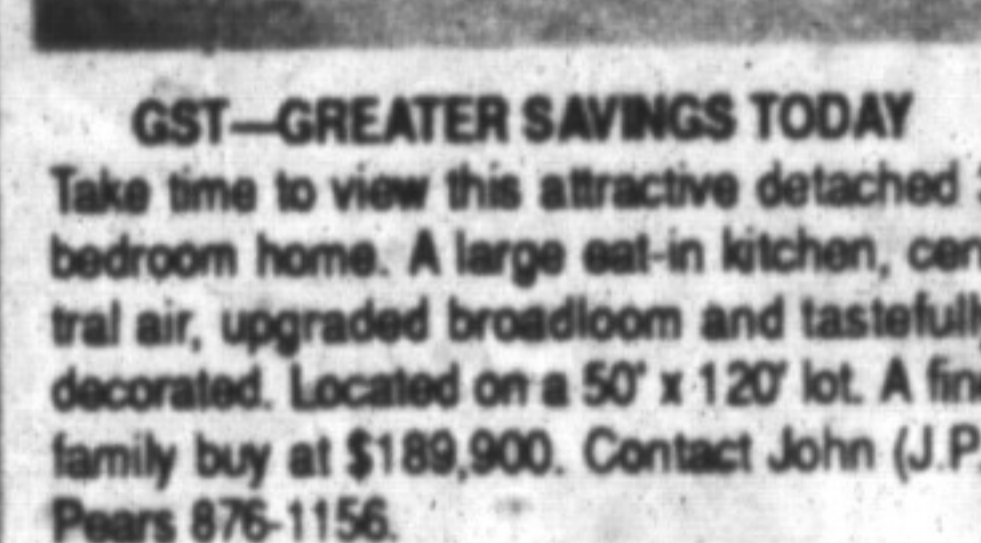 GST—GREATER SAVINGS TODAY
Take time to view this attractive detached
bedroom home. A large eat-in kitchen, cen
tral air, upgraded broadloom and tastefully
decorated. Located on a 50' x 120' lot. A fine
family buy at $189,900. Contact John (J.P.
Pears 876-1156.